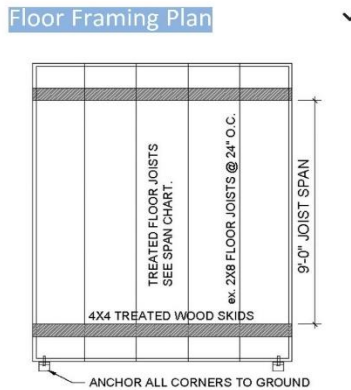 Floor Framing Plan
TREATED FLOOR JOISTS
SEE SPAN CHART.
ex. 2X8 FLOOR JOISTS @ 24" O.C.
9'-0" JOIST SPAN
4X4 TREATED WOOD SKIDS
ANCHOR ALL CORNERS TO GROUND